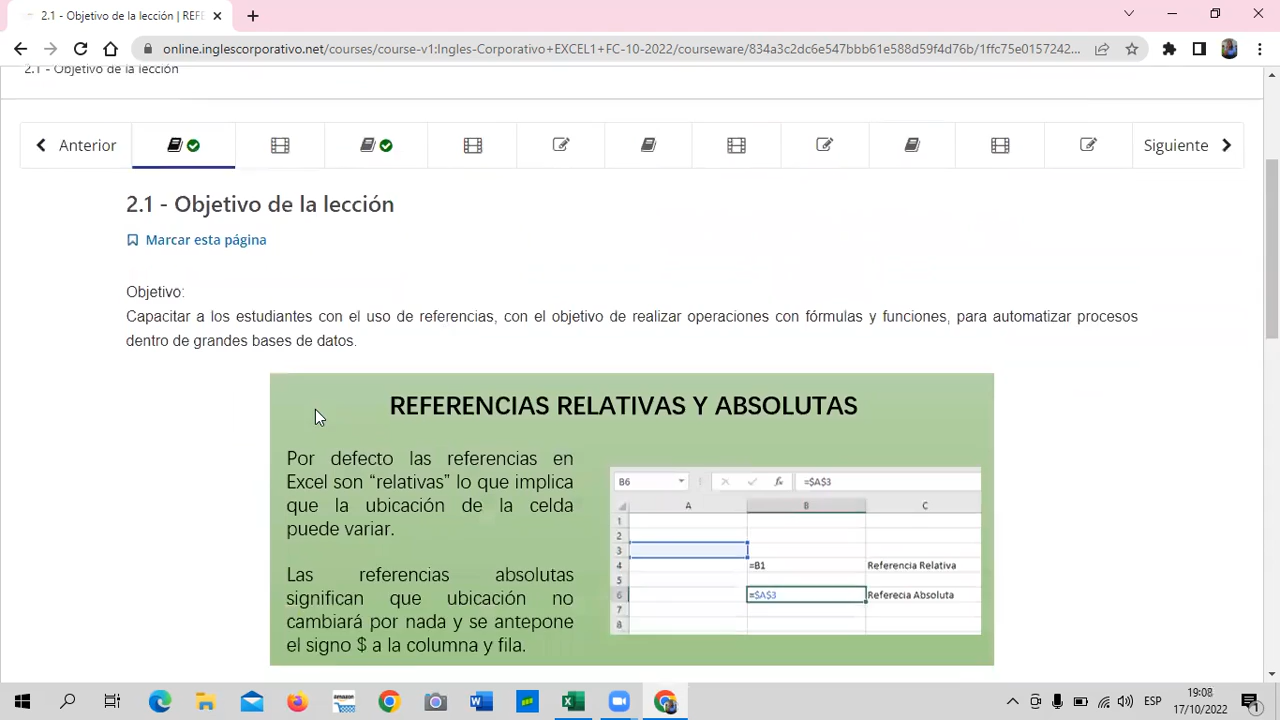 2.1 - Objetivo de la lección | REFE
online.inglescorporativo.net/courses/course-v1:Ingles-Corporativo+EXCEL1+FC-10-2022/courseware/834a3c2dc6e547bbb61e588d59f4d76b/1ffc75e0157242...
2.1 - Objetivo de la lección
Anterior
Siguiente
2.1 - Objetivo de la lección
Marcar esta página
Objetivo:
Capacitar a los estudiantes con el uso de referencias, con el objetivo de realizar operaciones con fórmulas y funciones, para automatizar procesos
dentro de grandes bases de datos.
REFERENCIAS RELATIVAS Y ABSOLUTAS
Por defecto las referencias en
Excel son “relativas” lo que implica
que la ubicación de la celda
puede variar.
Las referencias absolutas
significan que ubicación no
cambiará por nada y se antepone
el signo $ a la columna y fila.
B6 fx =$A$3
A B C
1
2
3
4 =B1 Referencia Relativa
5
6 =$A$3 Referecia Absoluta
7
8
amazon
ESP
19:08
17/10/2022
1